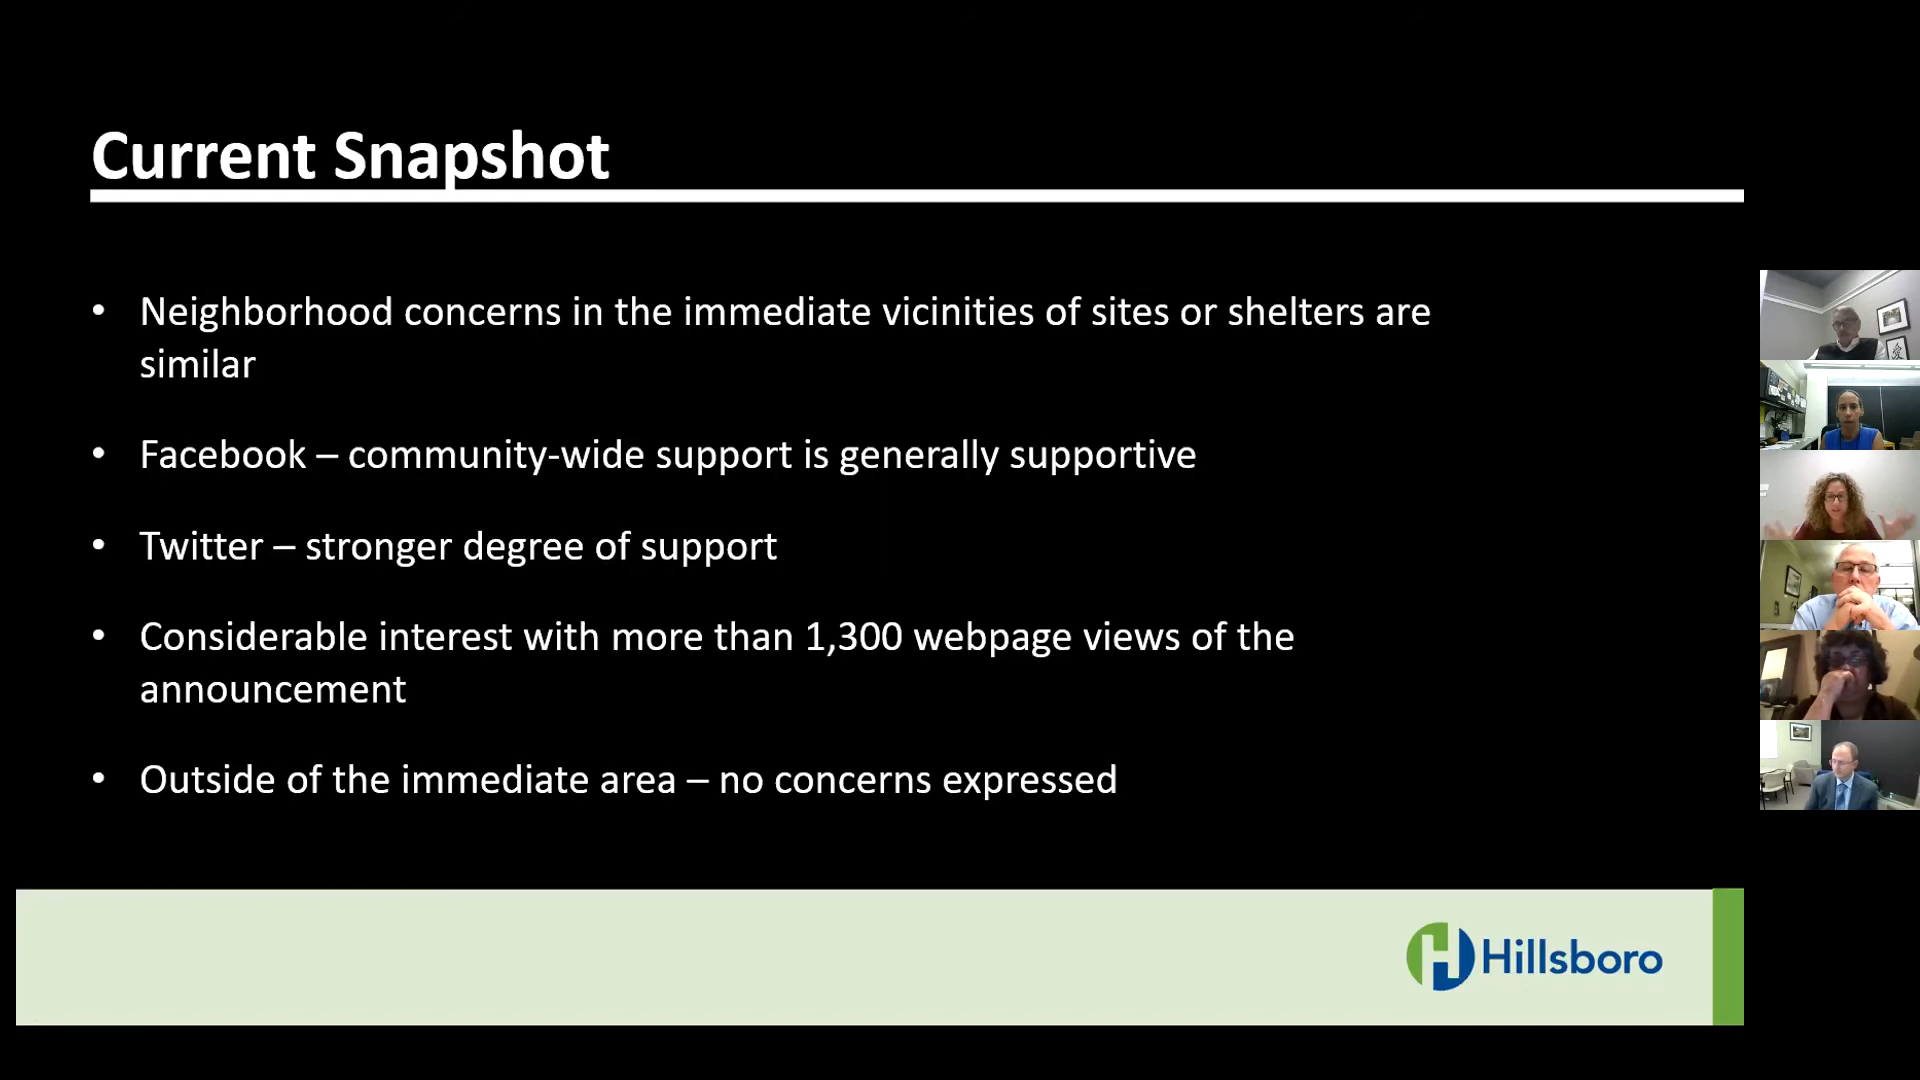 Current Snapshot
• Neighborhood concerns in the immediate vicinities of sites or shelters are
similar
• Facebook – community-wide support is generally supportive
• Twitter – stronger degree of support
• Considerable interest with more than 1,300 webpage views of the
announcement
• Outside of the immediate area – no concerns expressed
Hillsboro